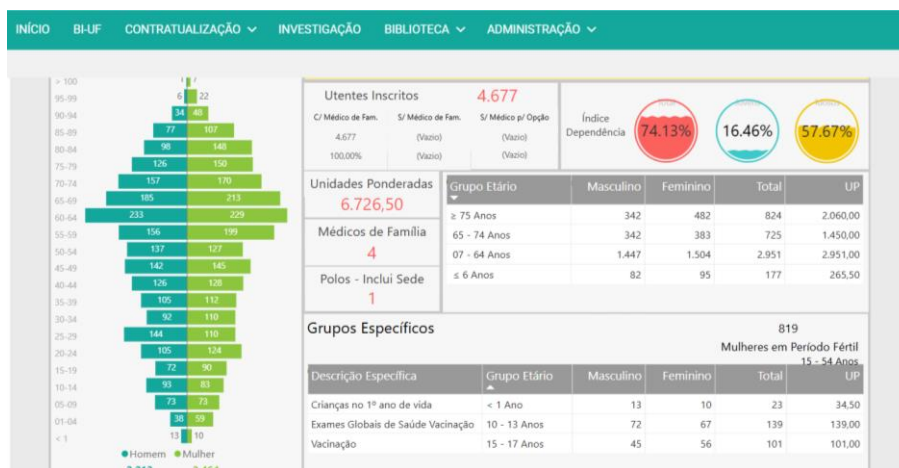 INÍCIO BI-UF CONTRATUALIZAÇÃO INVESTIGAÇÃO BIBLIOTECA ADMINISTRAÇÃO
> 100 1 7
95-99 6 22
90-94 34 48
85-89 77 107
80-84 98 148
75-79 126 150
70-74 157 170
65-69 185 213
60-64 233 229
55-59 156 199
50-54 137 127
45-49 142 145
40-44 126 128
35-39 105 112
30-34 92 110
25-29 144 110
20-24 105 124
15-19 72 90
10-14 93 83
05-09 73 73
01-04 38 59
< 1 13 10
Homem Mulher
Utentes Inscritos 4.677
C/ Médico de Fam. S/ Médico de Fam. S/ Médico p/ Opção
4.677 (Vazio) (Vazio)
100,00% (Vazio) (Vazio)
Índice
Dependência
74.13%
16.46%
57.67%
Unidades Ponderadas
6.726,50
Médicos de Família
4
Polos - Inclui Sede
1
Grupo Etário Masculino Feminino Total UP
≥ 75 Anos 342 482 824 2.060,00
65 - 74 Anos 342 383 725 1.450,00
07 - 64 Anos 1.447 1.504 2.951 2.951,00
≤ 6 Anos 82 95 177 265,50
Grupos Específicos
819
Mulheres em Período Fértil
15 - 54 Anos
Descrição Específica Grupo Etário Masculino Feminino Total UP
Crianças no 1º ano de vida < 1 Ano 13 10 23 34,50
Exames Globais de Saúde Vacinação 10 - 13 Anos 72 67 139 139,00
Vacinação 15 - 17 Anos 45 56 101 101,00